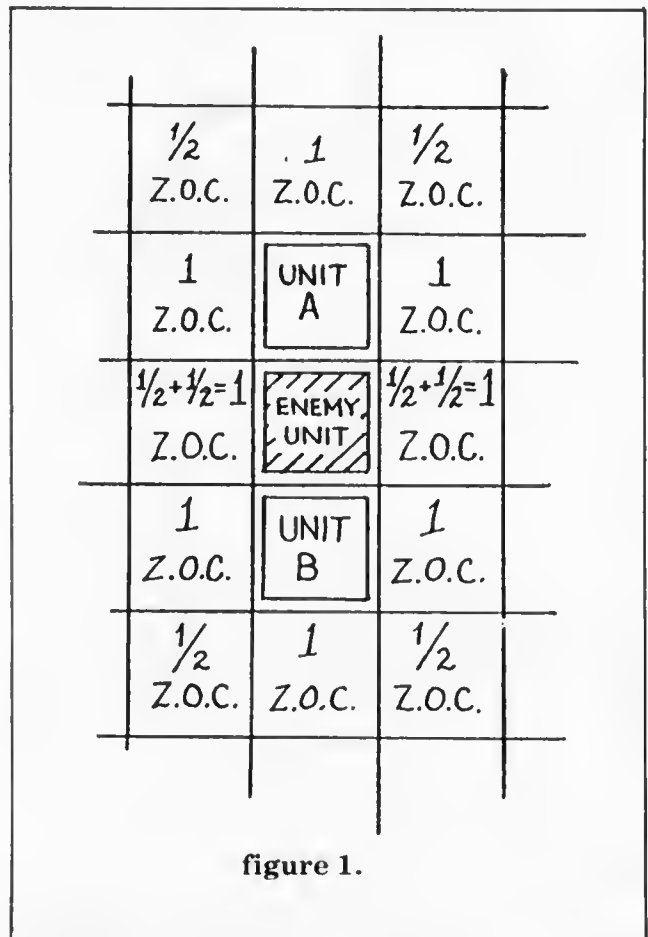 1/2 1 1/2
Z.O.C. Z.O.C. Z.O.C.
1 UNIT 1
Z.O.C. A Z.O.C.
1/2+1/2=1 ENEMY 1/2+1/2=1
Z.O.C. UNIT Z.O.C.
1 UNIT 1
Z.O.C. B Z.O.C.
1/2 1 1/2
Z.O.C. Z.O.C. Z.O.C.
figure 1.